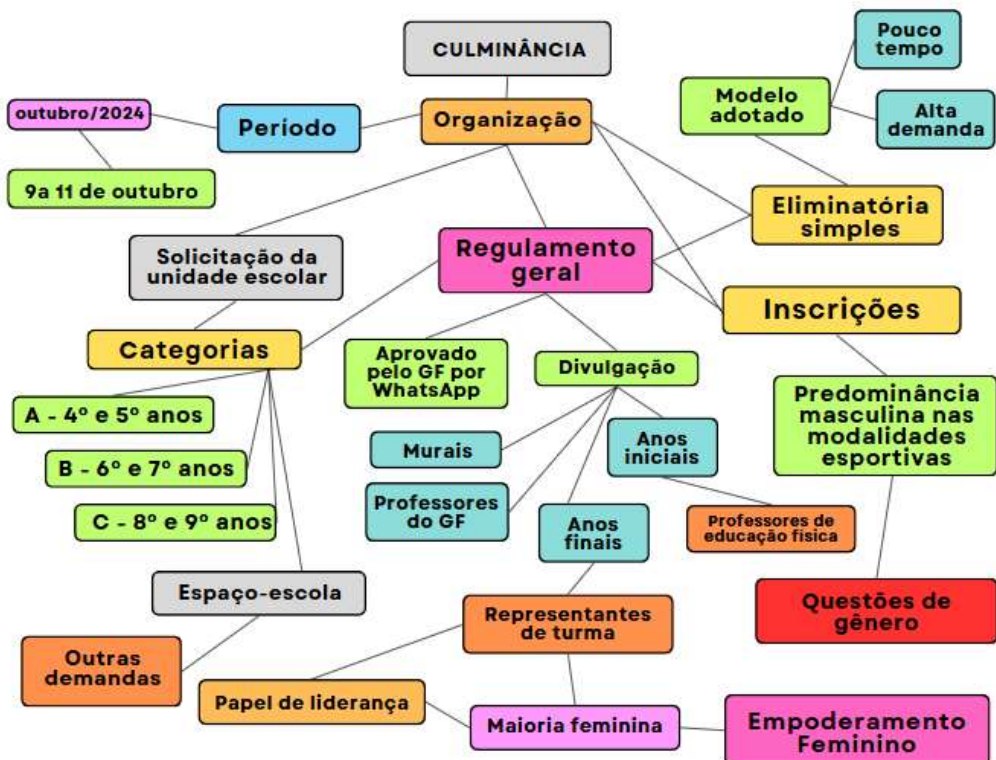 CULMINÂNCIA
Pouco
tempo
Modelo
adotado
Alta
demanda
outubro/2024
Período
Organização
9a 11 de outubro
Eliminatória
simples
Solicitação da
unidade escolar
Regulamento
geral
Inscrições
Categorias
Aprovado
pelo GF por
WhatsApp
Divulgação
Predominância
masculina nas
modalidades
esportivas
A - 4º e 5º anos
B - 6º e 7º anos
C - 8º e 9º anos
Murais
Anos
iniciais
Professores
do GF
Anos
finais
Professores de
educação física
Espaço-escola
Representantes
de turma
Questões de
gênero
Outras
demandas
Papel de liderança
Maioria feminina
Empoderamento
Feminino